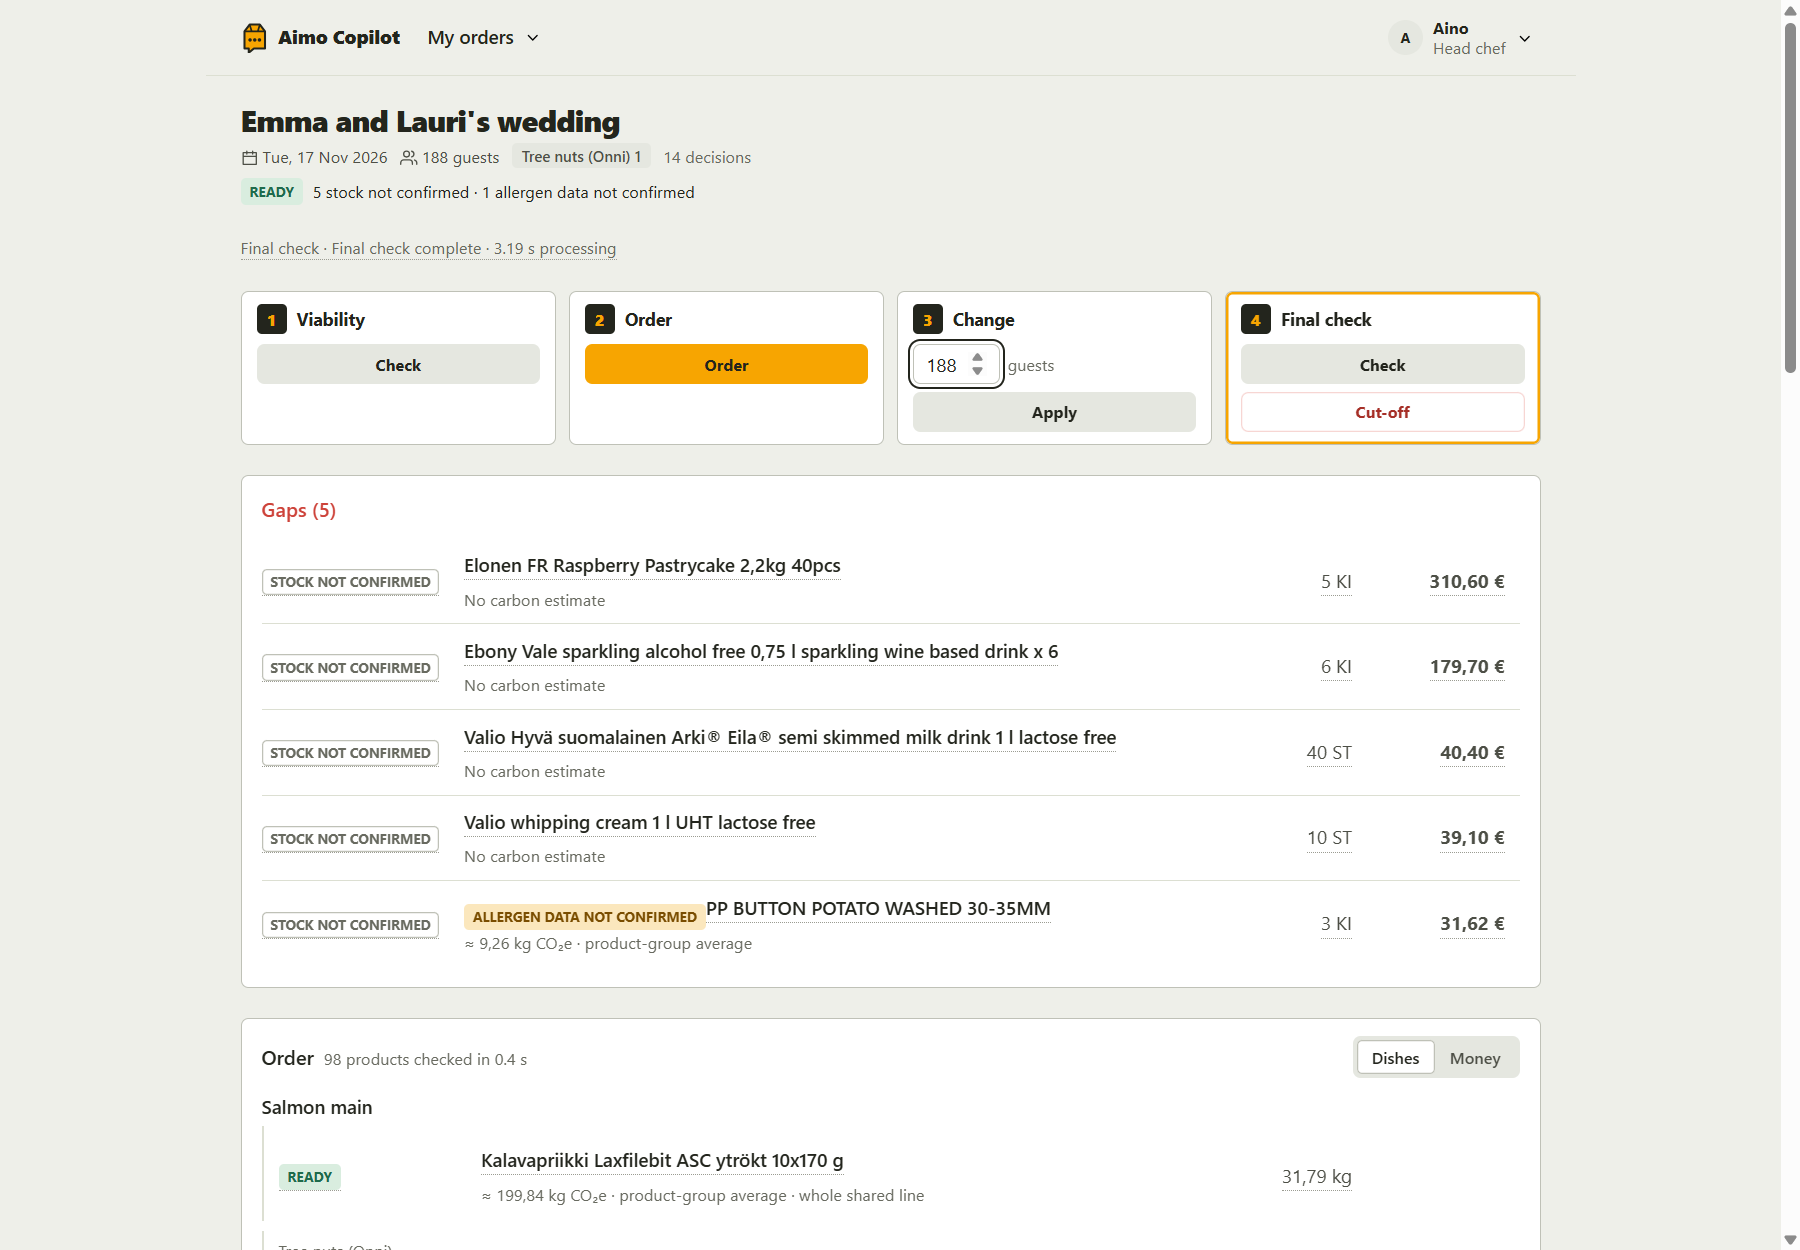 Aimo Copilot My orders
A Aino
Head chef
Emma and Lauri's wedding
Tue, 17 Nov 2026 188 guests Tree nuts (Onni) 1 14 decisions
READY 5 stock not confirmed · 1 allergen data not confirmed
Final check · Final check complete · 3.19 s processing
1 Viability
Check
2 Order
Order
3 Change
188 guests
Apply
4 Final check
Check
Cut-off
Gaps (5)
STOCK NOT CONFIRMED Elonen FR Raspberry Pastrycake 2,2kg 40pcs 5 KI 310,60 €
No carbon estimate
STOCK NOT CONFIRMED Ebony Vale sparkling alcohol free 0,75 l sparkling wine based drink x 6 6 KI 179,70 €
No carbon estimate
STOCK NOT CONFIRMED Valio Hyvä suomalainen Arki® Eila® semi skimmed milk drink 1 l lactose free 40 ST 40,40 €
No carbon estimate
STOCK NOT CONFIRMED Valio whipping cream 1 l UHT lactose free 10 ST 39,10 €
No carbon estimate
STOCK NOT CONFIRMED ALLERGEN DATA NOT CONFIRMED PP BUTTON POTATO WASHED 30-35MM 3 KI 31,62 €
≈ 9,26 kg CO₂e · product-group average
Order 98 products checked in 0.4 s Dishes Money
Salmon main
READY Kalavapriikki Laxfilebit ASC ytrökt 10x170 g 31,79 kg
≈ 199,84 kg CO₂e · product-group average · whole shared line
Tree nuts (Onni)